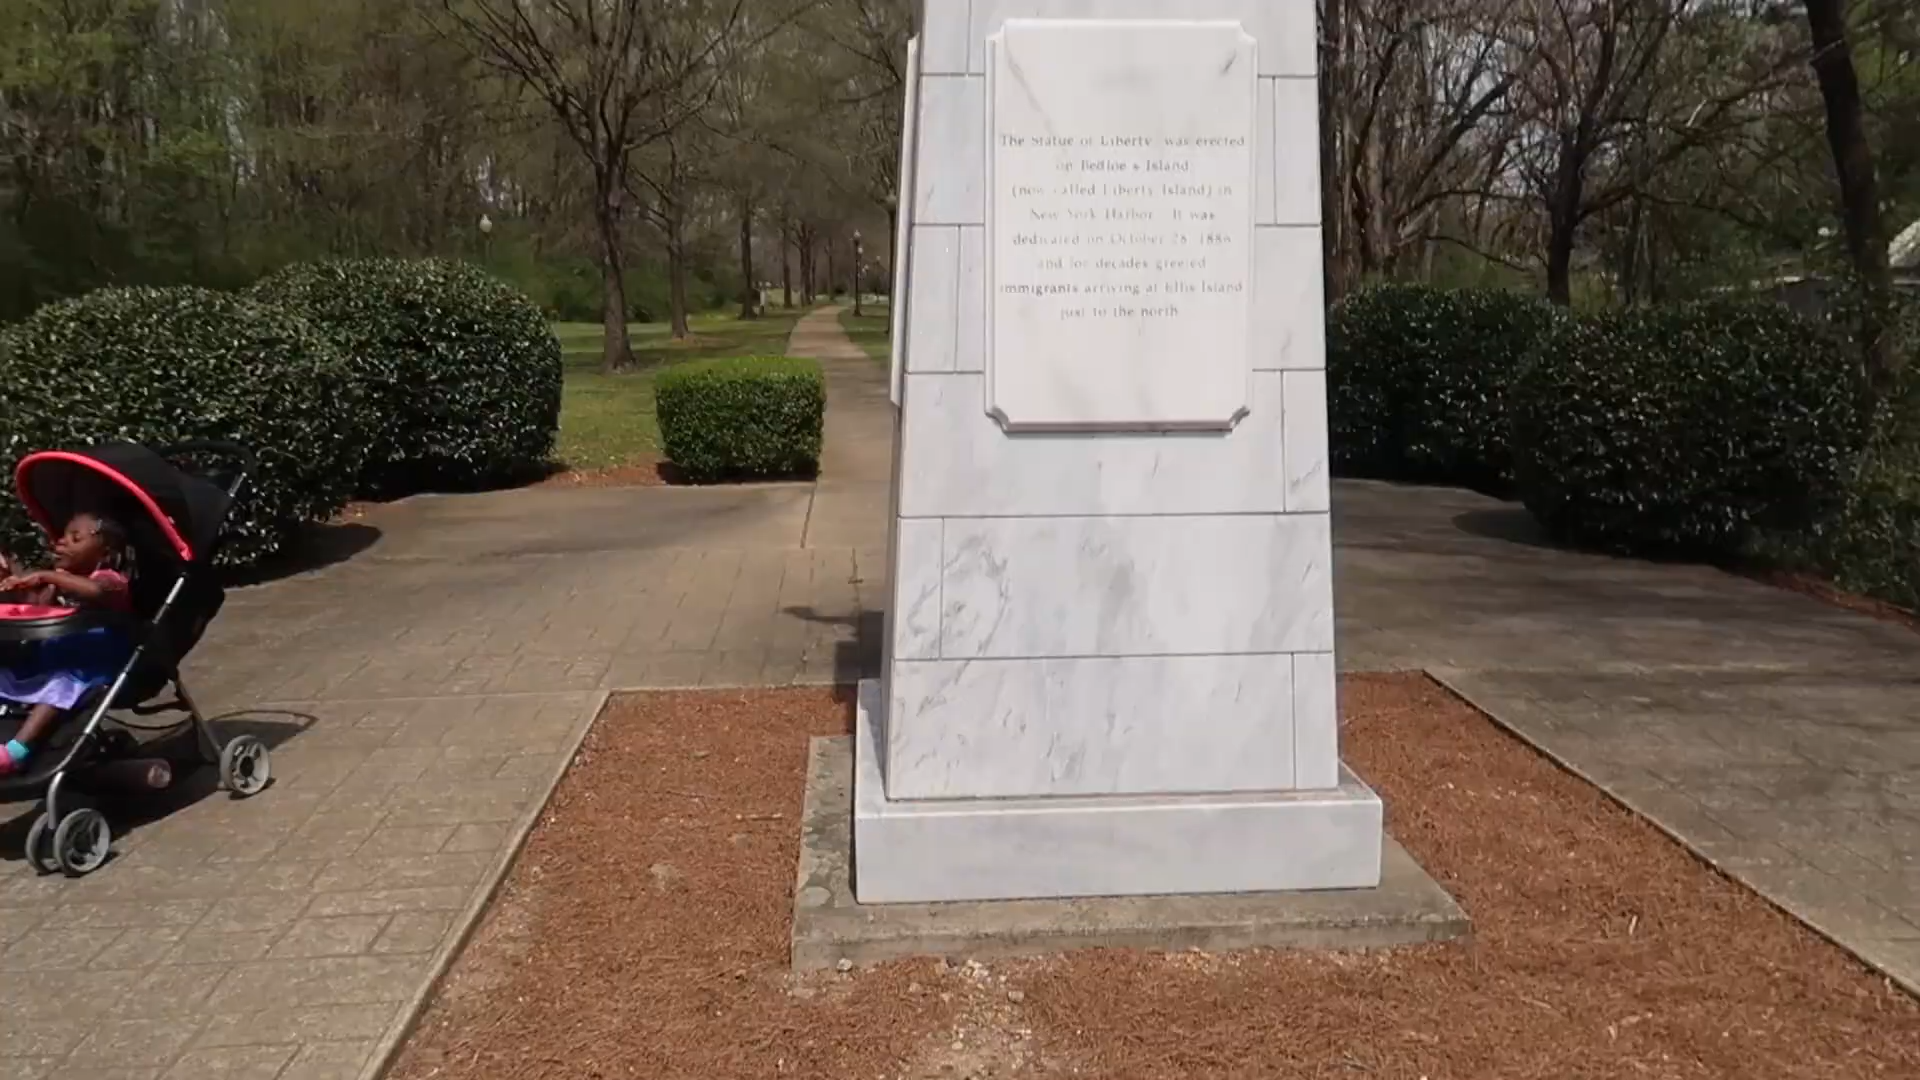 The Statue of Liberty was erected
on Bedloe's Island
(now called Liberty Island) in
New York Harbor. It was
dedicated on October 28, 1886
and for decades greeted
immigrants arriving at Ellis Island
just to the north